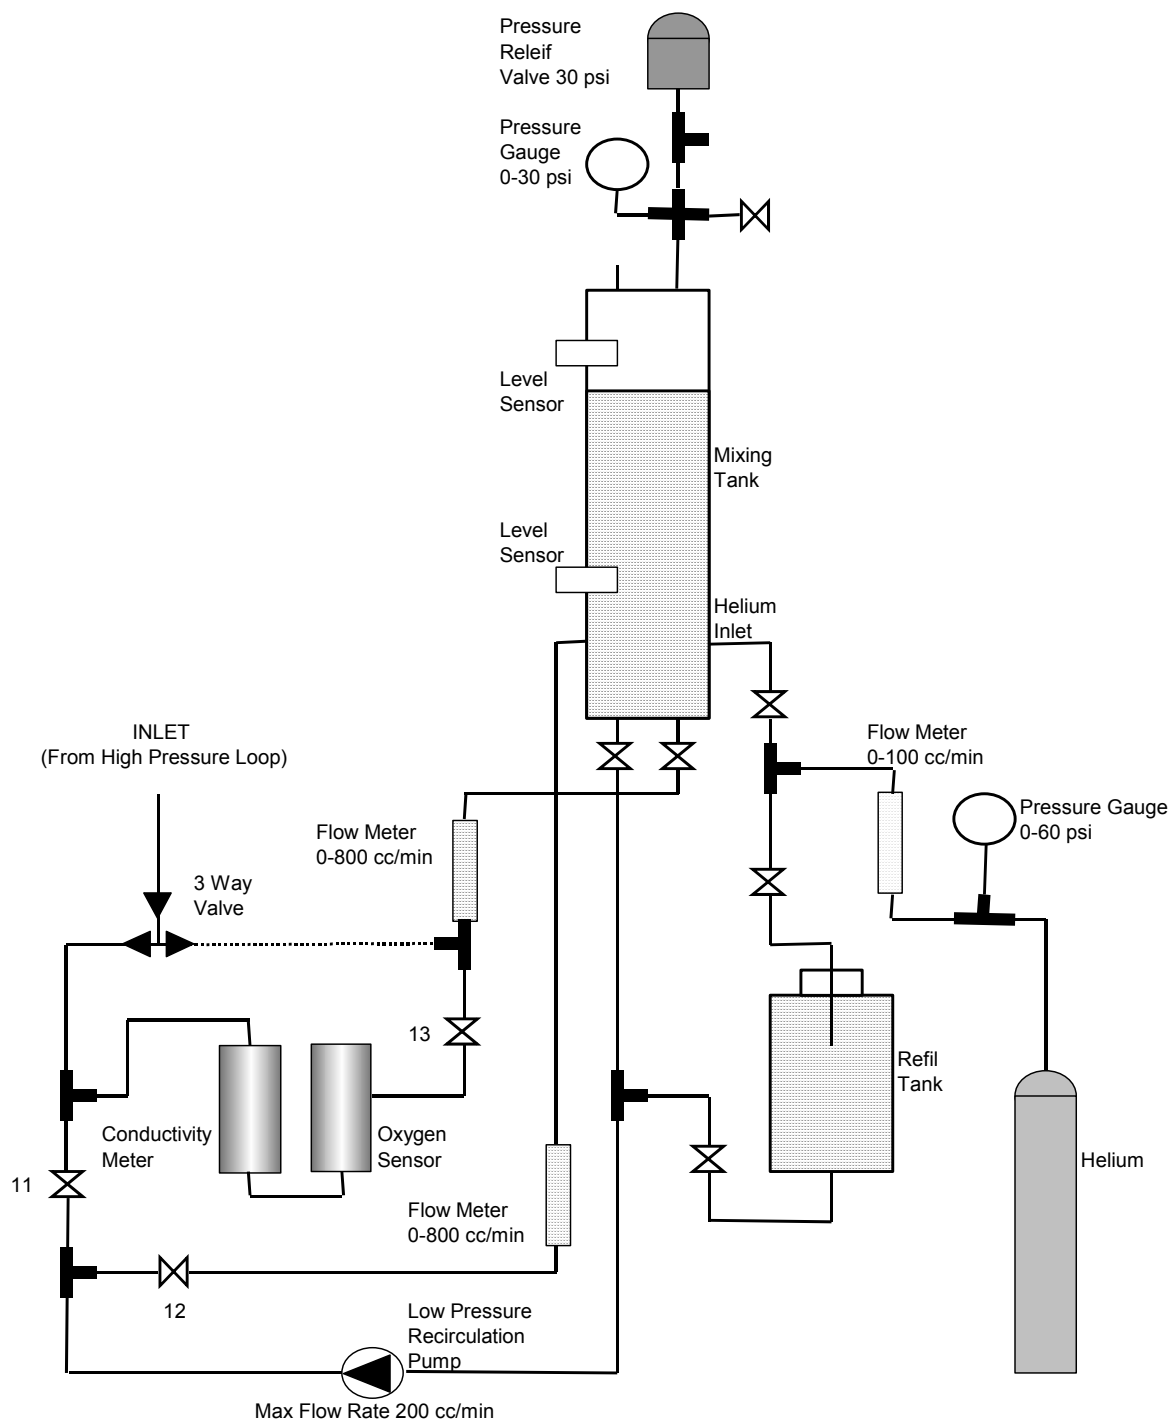 Pressure
Releif
Valve 30 psi
Pressure
Gauge
0-30 psi
Level
Sensor
Mixing
Tank
Level
Sensor
Helium
Inlet
INLET
(From High Pressure Loop)
Flow Meter
0-100 cc/min
Flow Meter
0-800 cc/min
Pressure Gauge
0-60 psi
3 Way
Valve
13
Refil
Tank
Conductivity
Meter
Oxygen
Sensor
Helium
11
Flow Meter
0-800 cc/min
12
Low Pressure
Recirculation
Pump
Max Flow Rate 200 cc/min